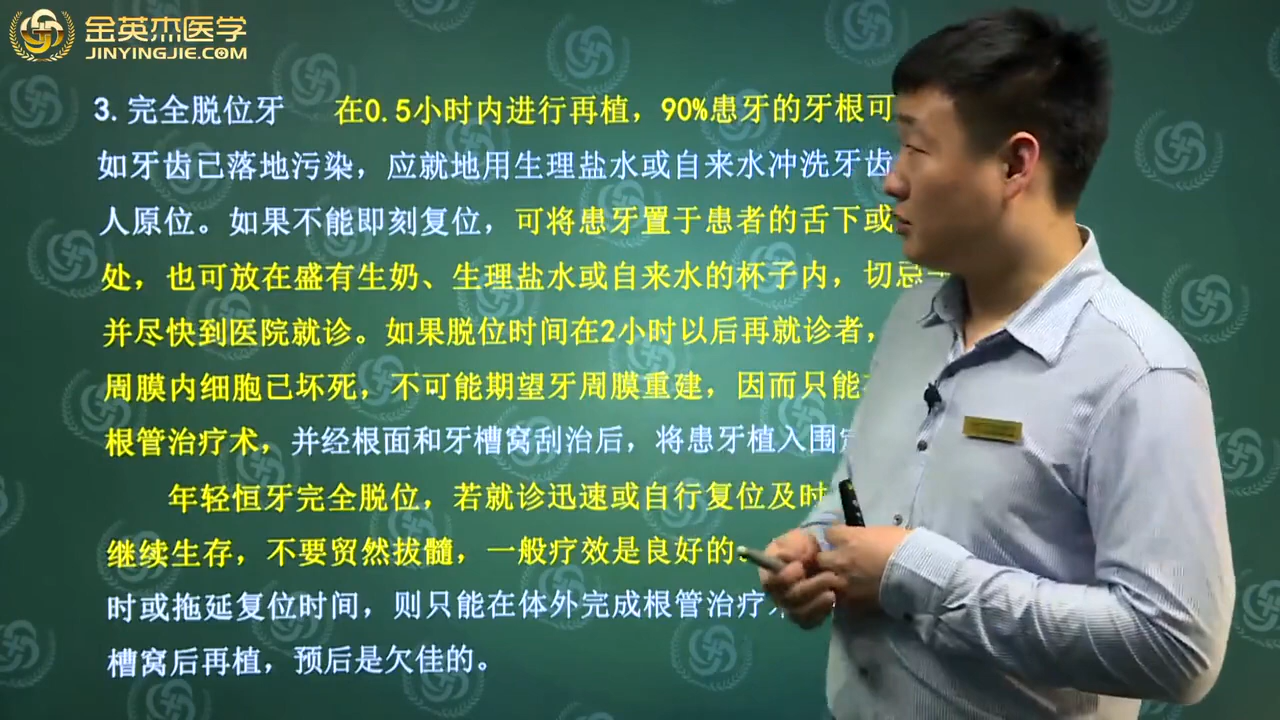 金英杰医学
JINYINGJIE.COM
3. 完全脱位牙 在0.5小时内进行再植，90%患牙的牙根可
如牙齿已落地污染，应就地用生理盐水或自来水冲洗牙齿
人原位。如果不能即刻复位，可将患牙置于患者的舌下或
处，也可放在盛有生奶、生理盐水或自来水的杯子内，切忌
并尽快到医院就诊。如果脱位时间在2小时以后再就诊者，
周膜内细胞已坏死，不可能期望牙周膜重建，因而只能
根管治疗术，并经根面和牙槽窝刮治后，将患牙植入围
年轻恒牙完全脱位，若就诊迅速或自行复位及时
继续生存，不要贸然拔髓，一般疗效是良好的
时或拖延复位时间，则只能在体外完成根管治疗
槽窝后再植，预后是欠佳的。